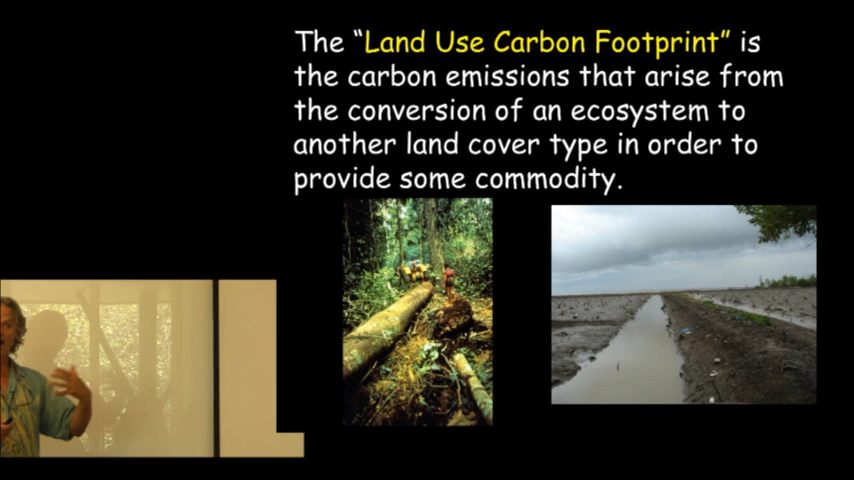 The “Land Use Carbon Footprint” is
the carbon emissions that arise from
the conversion of an ecosystem to
another land cover type in order to
provide some commodity.